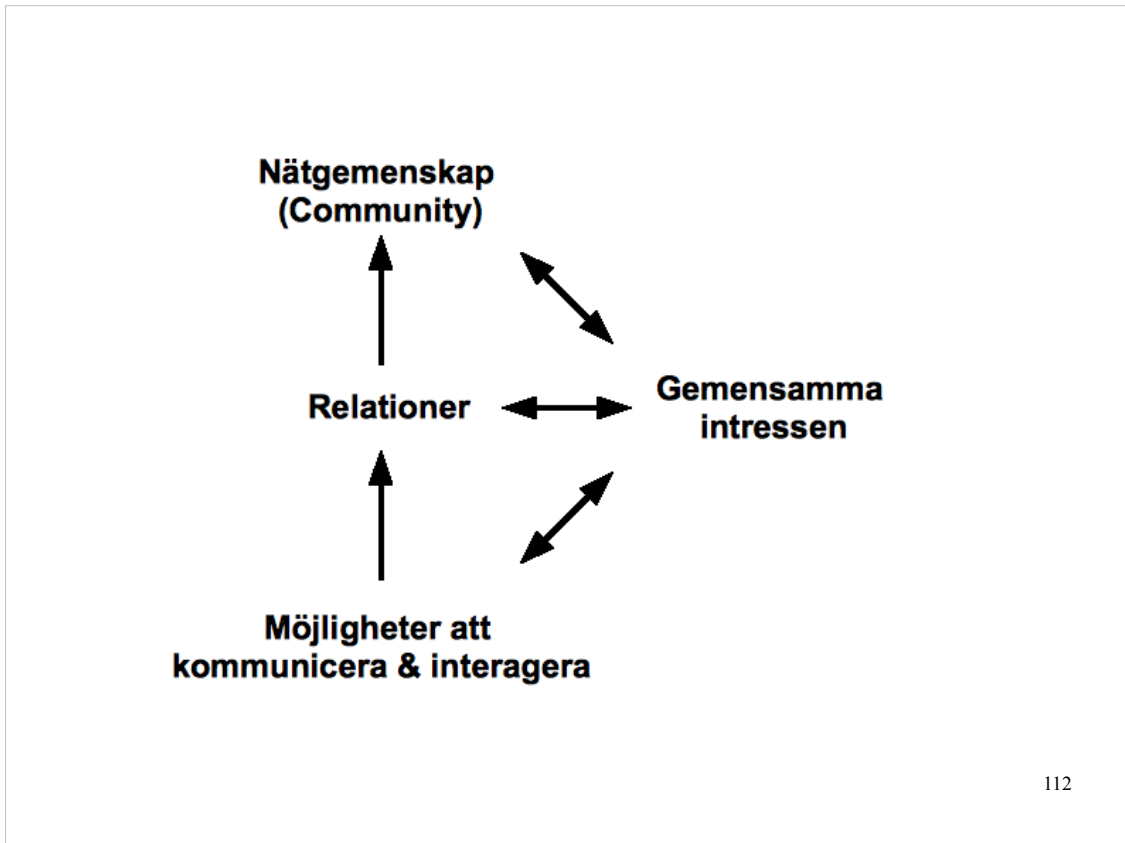 Nätgemenskap
(Community)
Relationer
Gemensamma
intressen
Möjligheter att
kommunicera & interagera
112